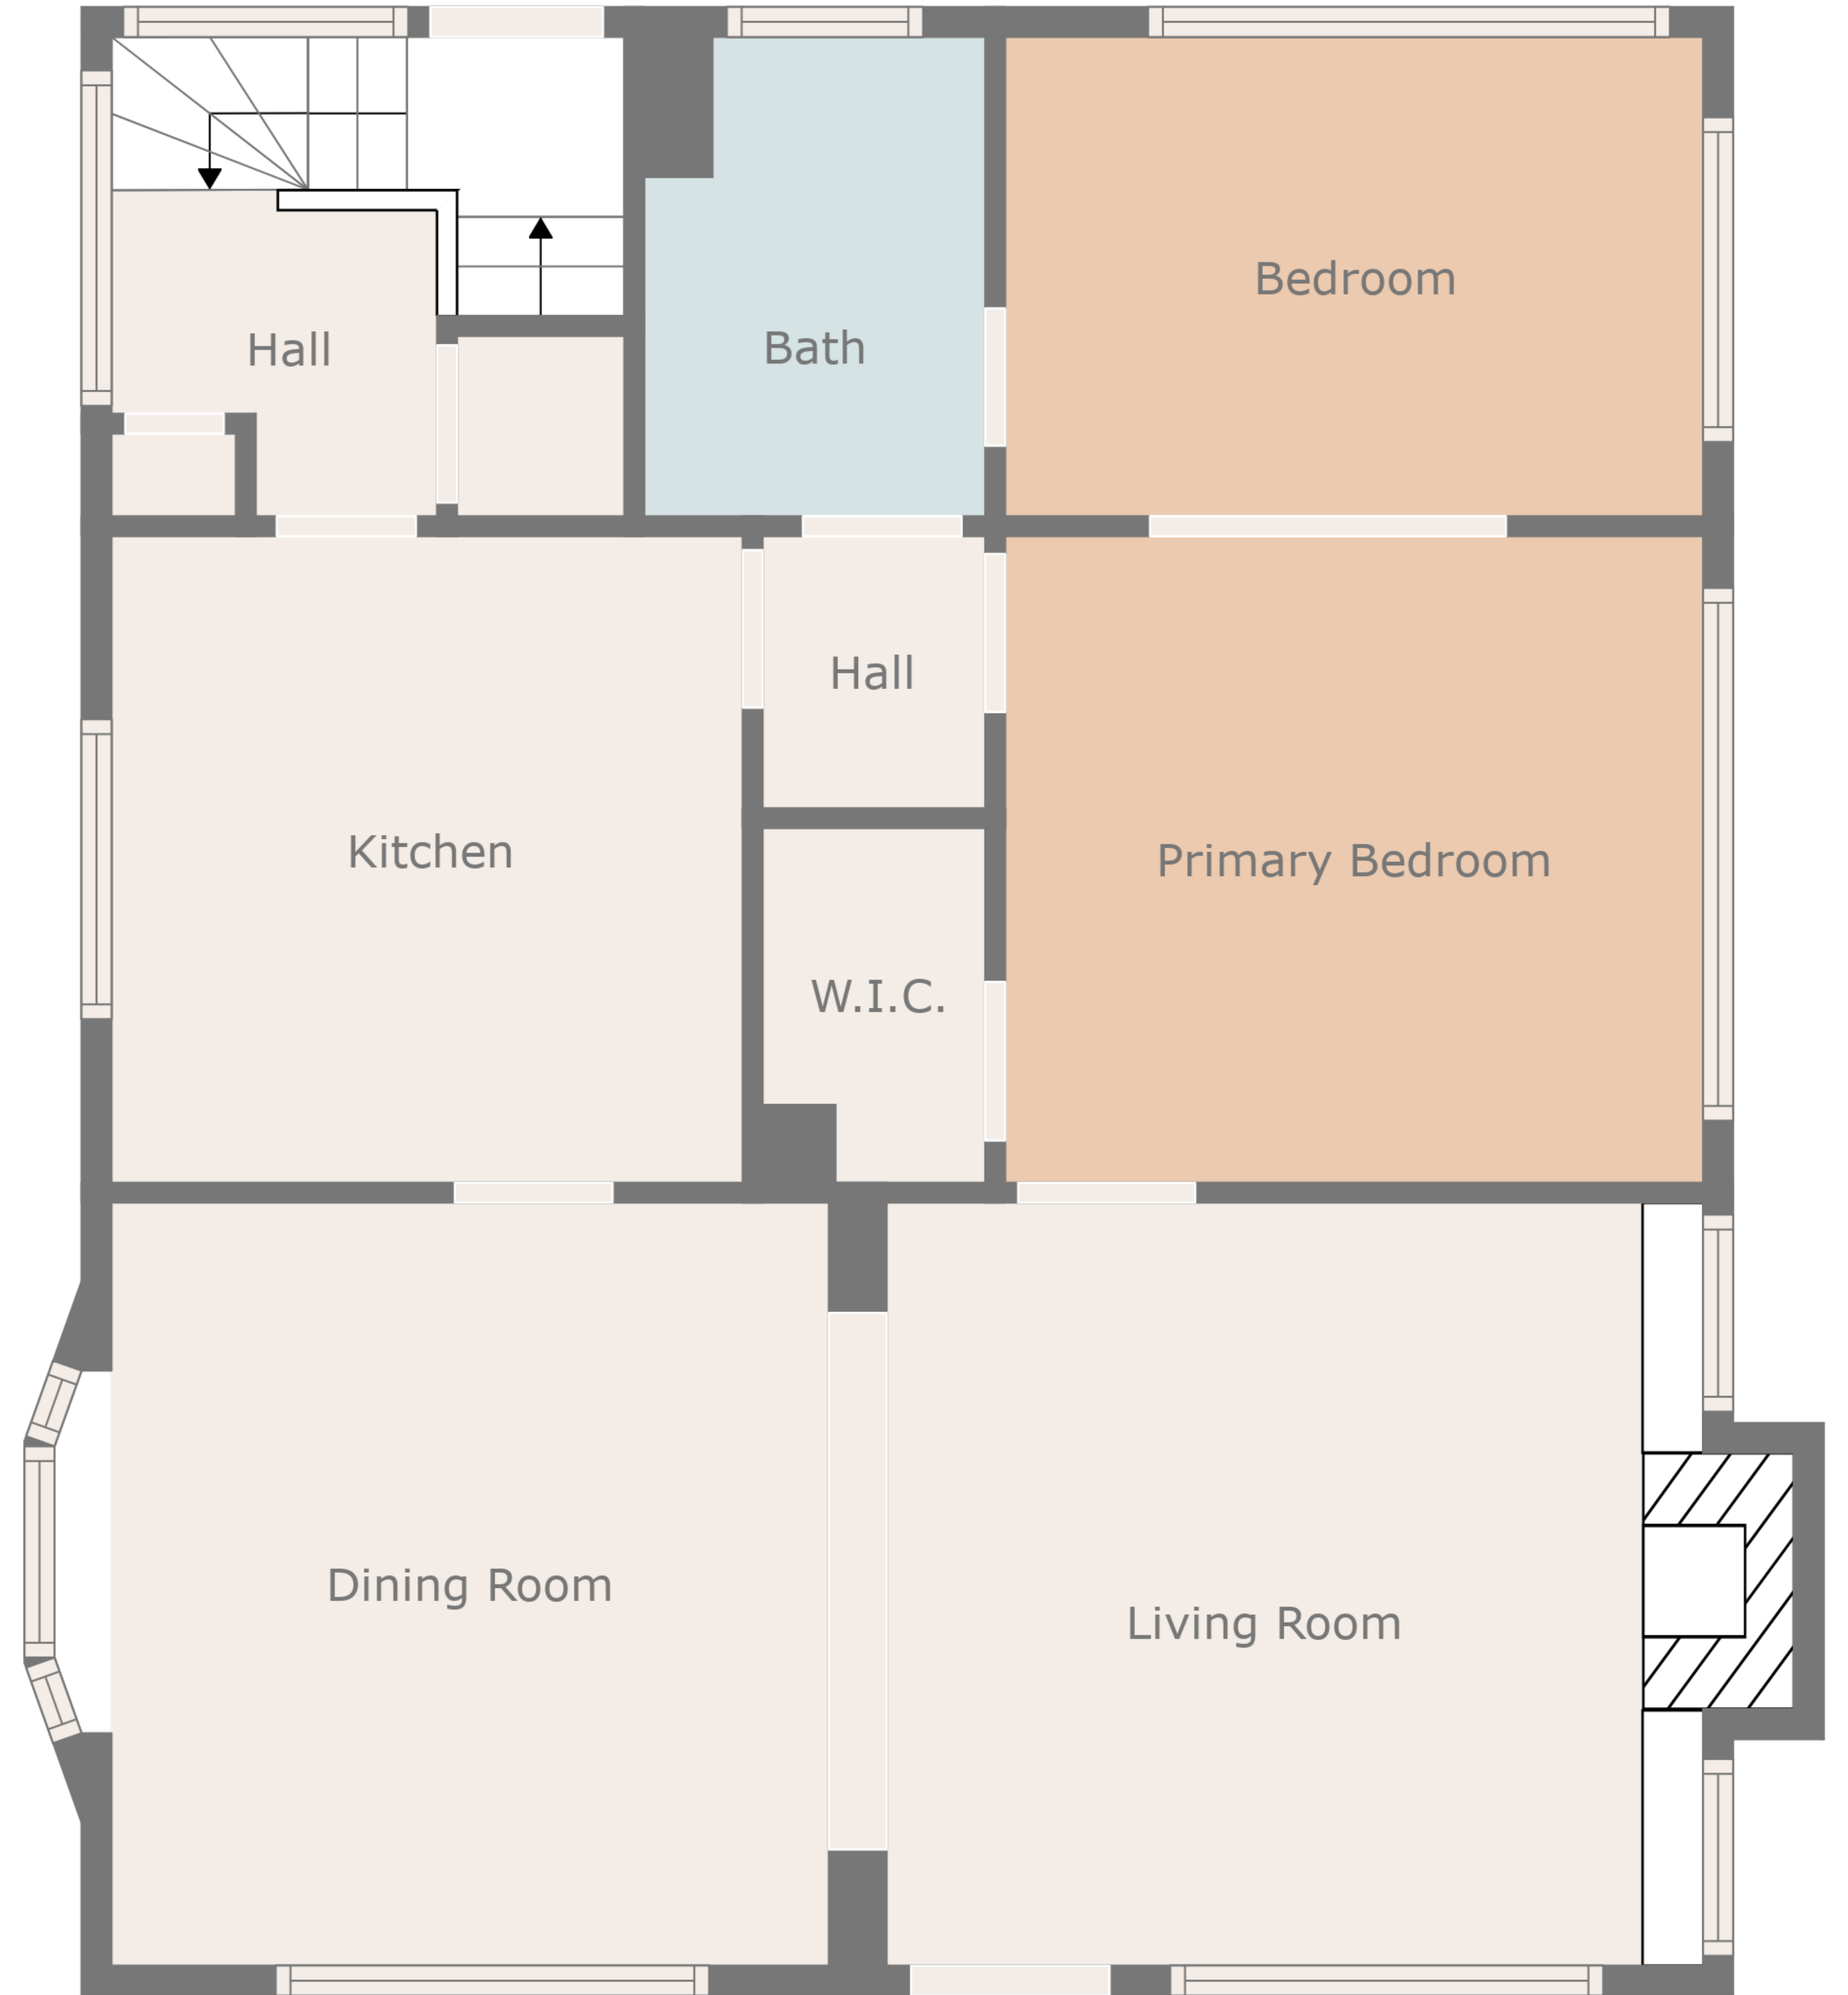 Bedroom
Hall
Bath
Hall
Kitchen
Primary Bedroom
W.I.C.
Dining Room
Living Room